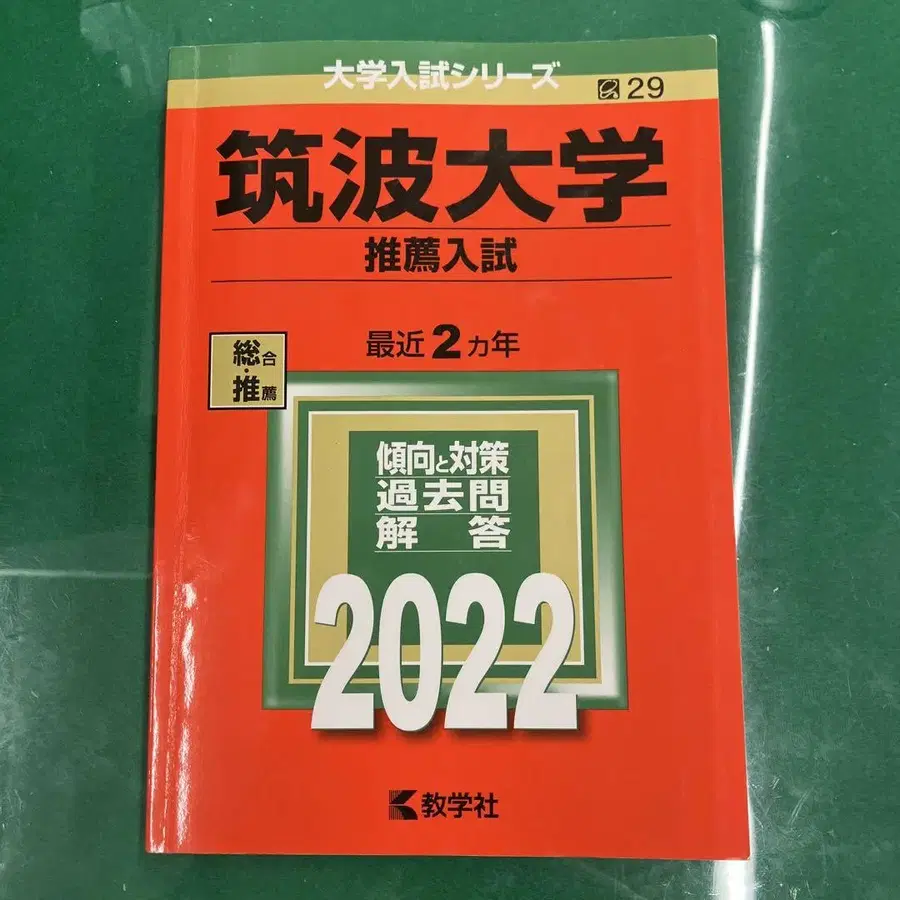 大学入試シリーズ
29
筑波大学
推薦入試
最近2カ年
総合・
推薦
傾向と対策
過去問
解答
2022
教学社